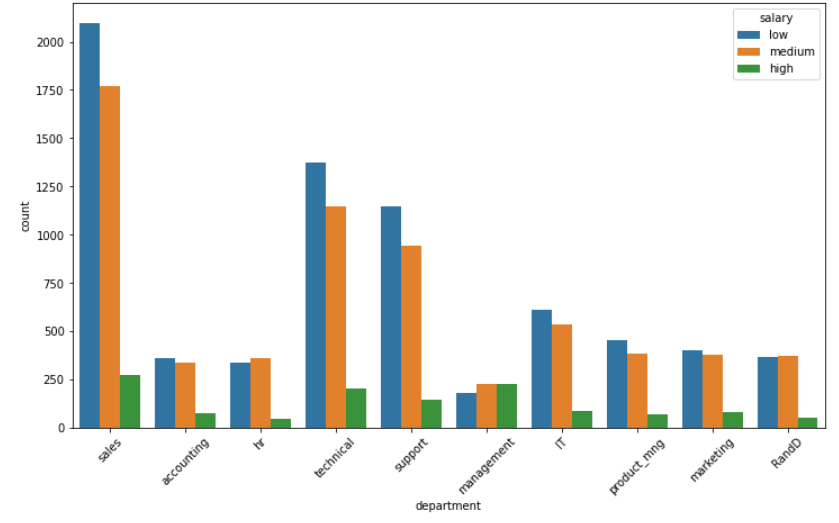 salary
low
medium
high
2000
1750
1500
1250
1000
750
500
250
0
count
sales
accounting
hr
technical
support
management
IT
product_mng
marketing
RandD
department